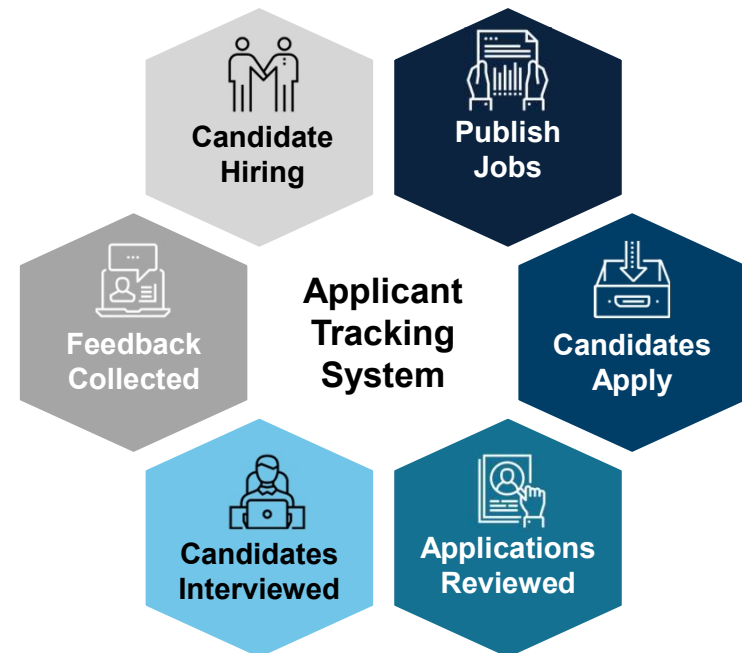 Candidate
Hiring
Publish
Jobs
Feedback
Collected
Applicant
Tracking
System
Candidates
Apply
Candidates
Interviewed
Applications
Reviewed